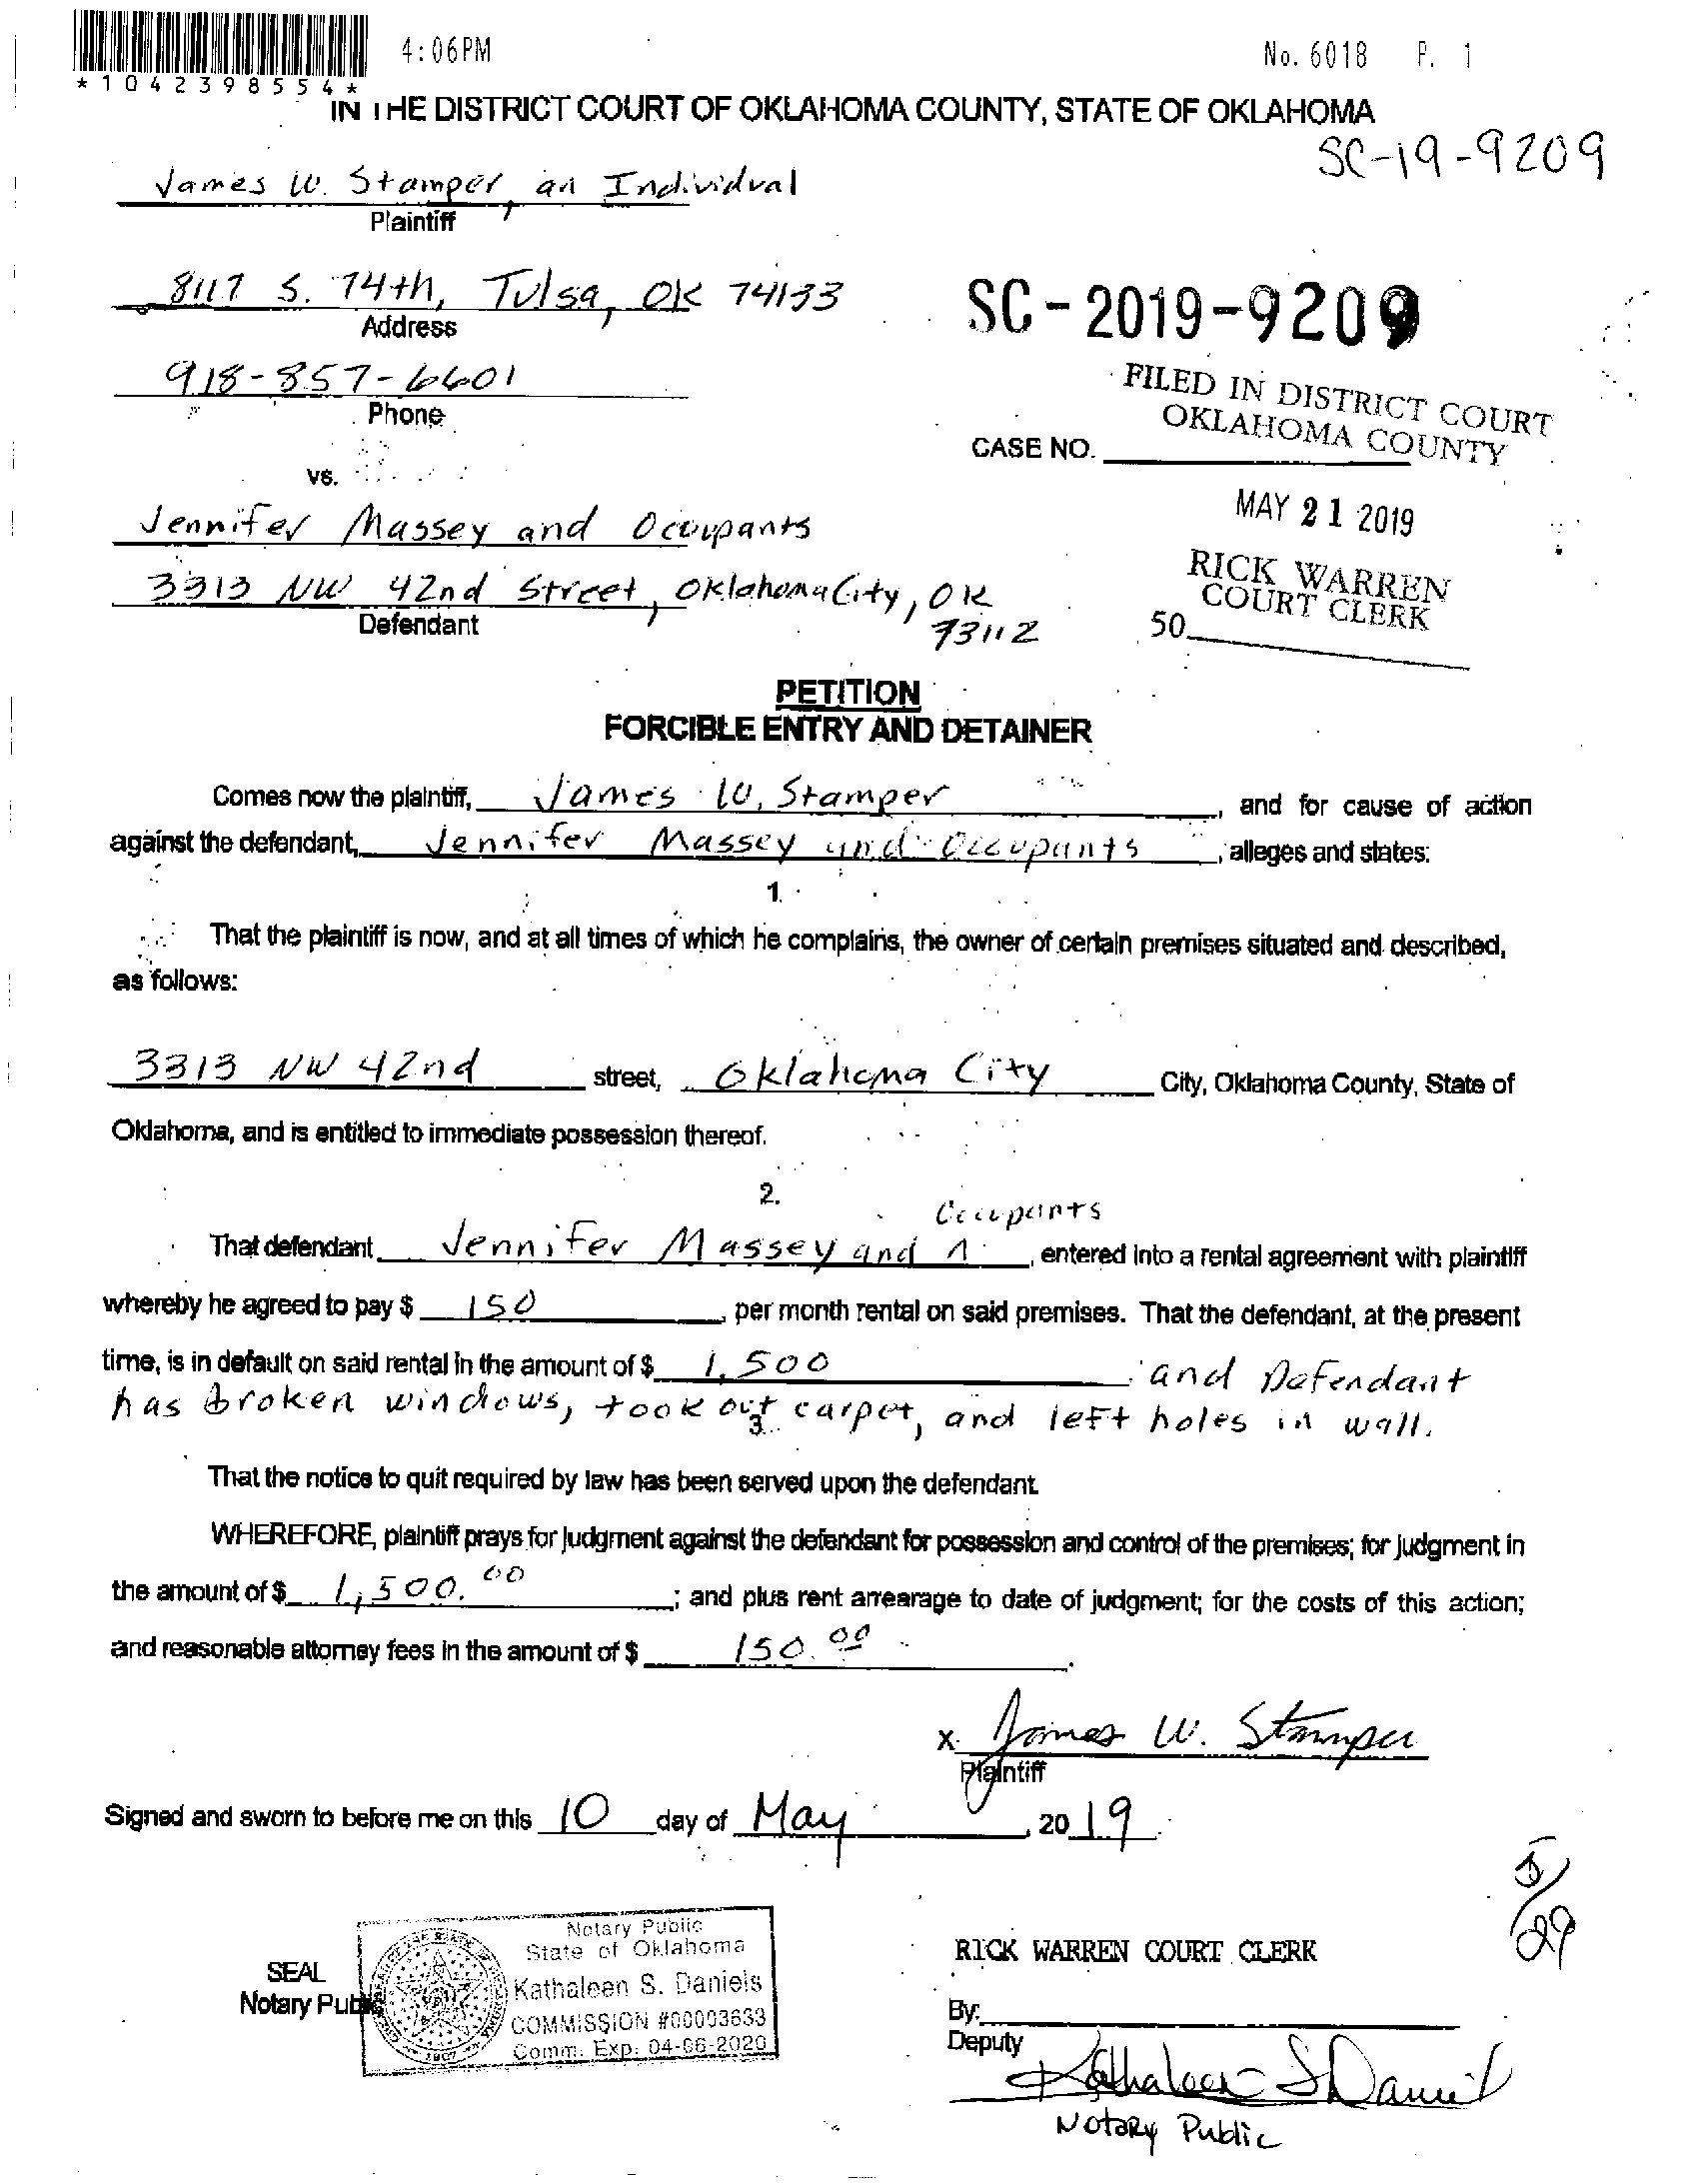 4:06PM No. 6018 P. 1
*1042398554*
IN THE DISTRICT COURT OF OKLAHOMA COUNTY, STATE OF OKLAHOMA
SC-19-9209
James W. Stamper, an Individual
Plaintiff
8117 S. 74th, Tulsa, OK 74133
Address
SC-2019-9209
918-857-6601
Phone
FILED IN DISTRICT COURT
OKLAHOMA COUNTY
CASE NO.
vs.
MAY 21 2019
Jennifer Massey and Occupants
RICK WARREN
COURT CLERK
3313 NW 42nd Street, Oklahoma City, OK
73112
Defendant
50
PETITION
FORCIBLE ENTRY AND DETAINER
Comes now the plaintiff, James W. Stamper, and for cause of action
against the defendant, Jennifer Massey and Occupants, alleges and states:
1.
That the plaintiff is now, and at all times of which he complains, the owner of certain premises situated and described,
as follows:
3313 NW 42nd street, Oklahoma City City, Oklahoma County, State of
Oklahoma, and is entitled to immediate possession thereof.
2.
Occupants
That defendant Jennifer Massey and ^, entered into a rental agreement with plaintiff
whereby he agreed to pay $ 150, per month rental on said premises. That the defendant, at the present
time, is in default on said rental in the amount of $ 1,500 and Defendant
has broken windows, took out carpet, and left holes in wall.
3.
That the notice to quit required by law has been served upon the defendant.
WHEREFORE, plaintiff prays for judgment against the defendant for possession and control of the premises; for judgment in
the amount of $ 1,500.00; and plus rent arrearage to date of judgment; for the costs of this action;
and reasonable attorney fees in the amount of $ 150.00.
x James W. Stamper
Plaintiff
Signed and sworn to before me on this 10 day of May, 2019.
5/29
Notary Public
State of Oklahoma
Kathaleen S. Daniels
COMMISSION #00003633
Comm. Exp. 04-06-2020
SEAL
Notary Public
RICK WARREN COURT CLERK
By:
Deputy
Kathaleen S Daniels
Notary Public